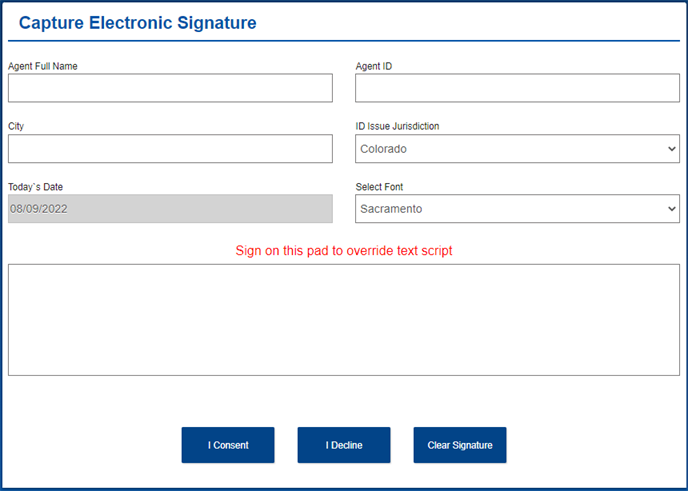 Capture Electronic Signature
Agent Full Name
Agent ID
City
ID Issue Jurisdiction
Colorado
Today`s Date
Select Font
08/09/2022
Sacramento
Sign on this pad to override text script
I Consent
I Decline
Clear Signature